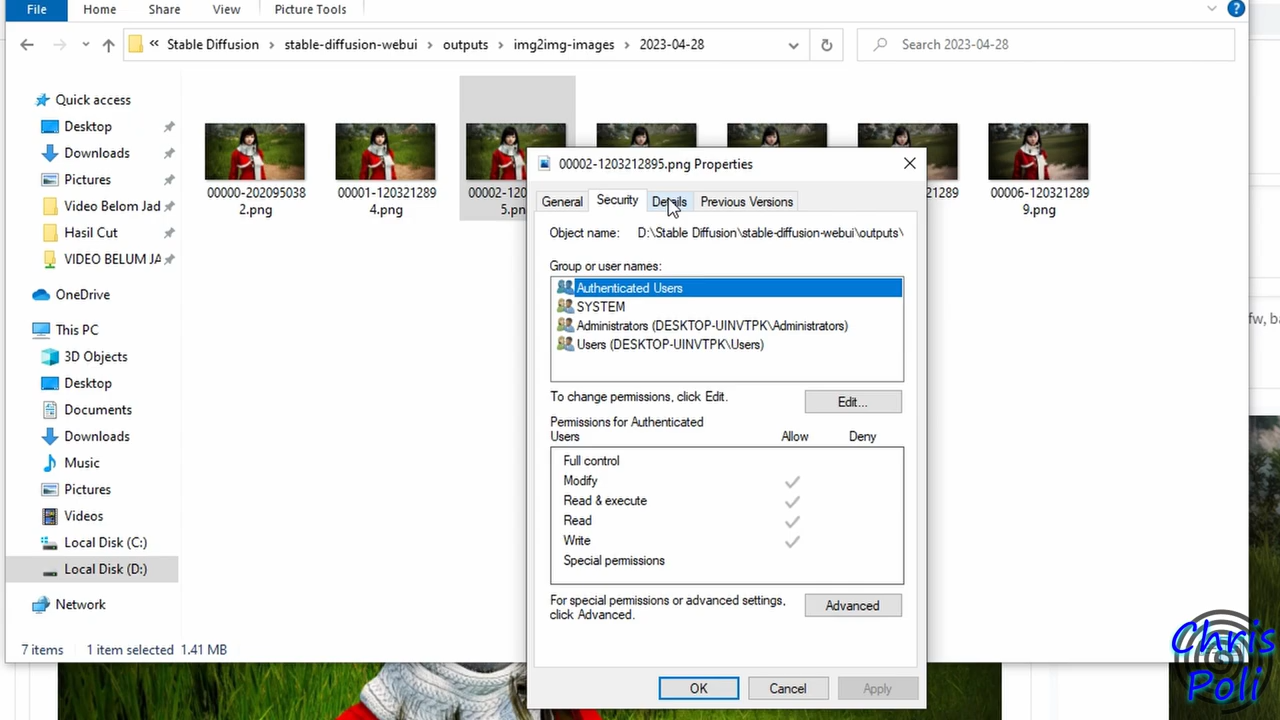 File Home Share View Picture Tools
« Stable Diffusion › stable-diffusion-webui › outputs › img2img-images › 2023-04-28
Search 2023-04-28
Quick access
Desktop
Downloads
Pictures
Video Belom Jad
Hasil Cut
VIDEO BELUM JA
OneDrive
This PC
3D Objects
Desktop
Documents
Downloads
Music
Pictures
Videos
Local Disk (C:)
Local Disk (D:)
Network
00000-202095038
2.png
00001-120321289
4.png
00002-120
5.pn
289
00006-120321289
9.png
00002-1203212895.png Properties
General Security Details Previous Versions
Object name: D:\Stable Diffusion\stable-diffusion-webui\outputs\
Group or user names:
Authenticated Users
SYSTEM
Administrators (DESKTOP-UINVTPK\Administrators)
Users (DESKTOP-UINVTPK\Users)
To change permissions, click Edit.
Edit...
Permissions for Authenticated
Users Allow Deny
Full control
Modify
Read & execute
Read
Write
Special permissions
For special permissions or advanced settings,
click Advanced.
Advanced
OK Cancel Apply
7 items 1 item selected 1.41 MB
fw, ba
Chris
Poli